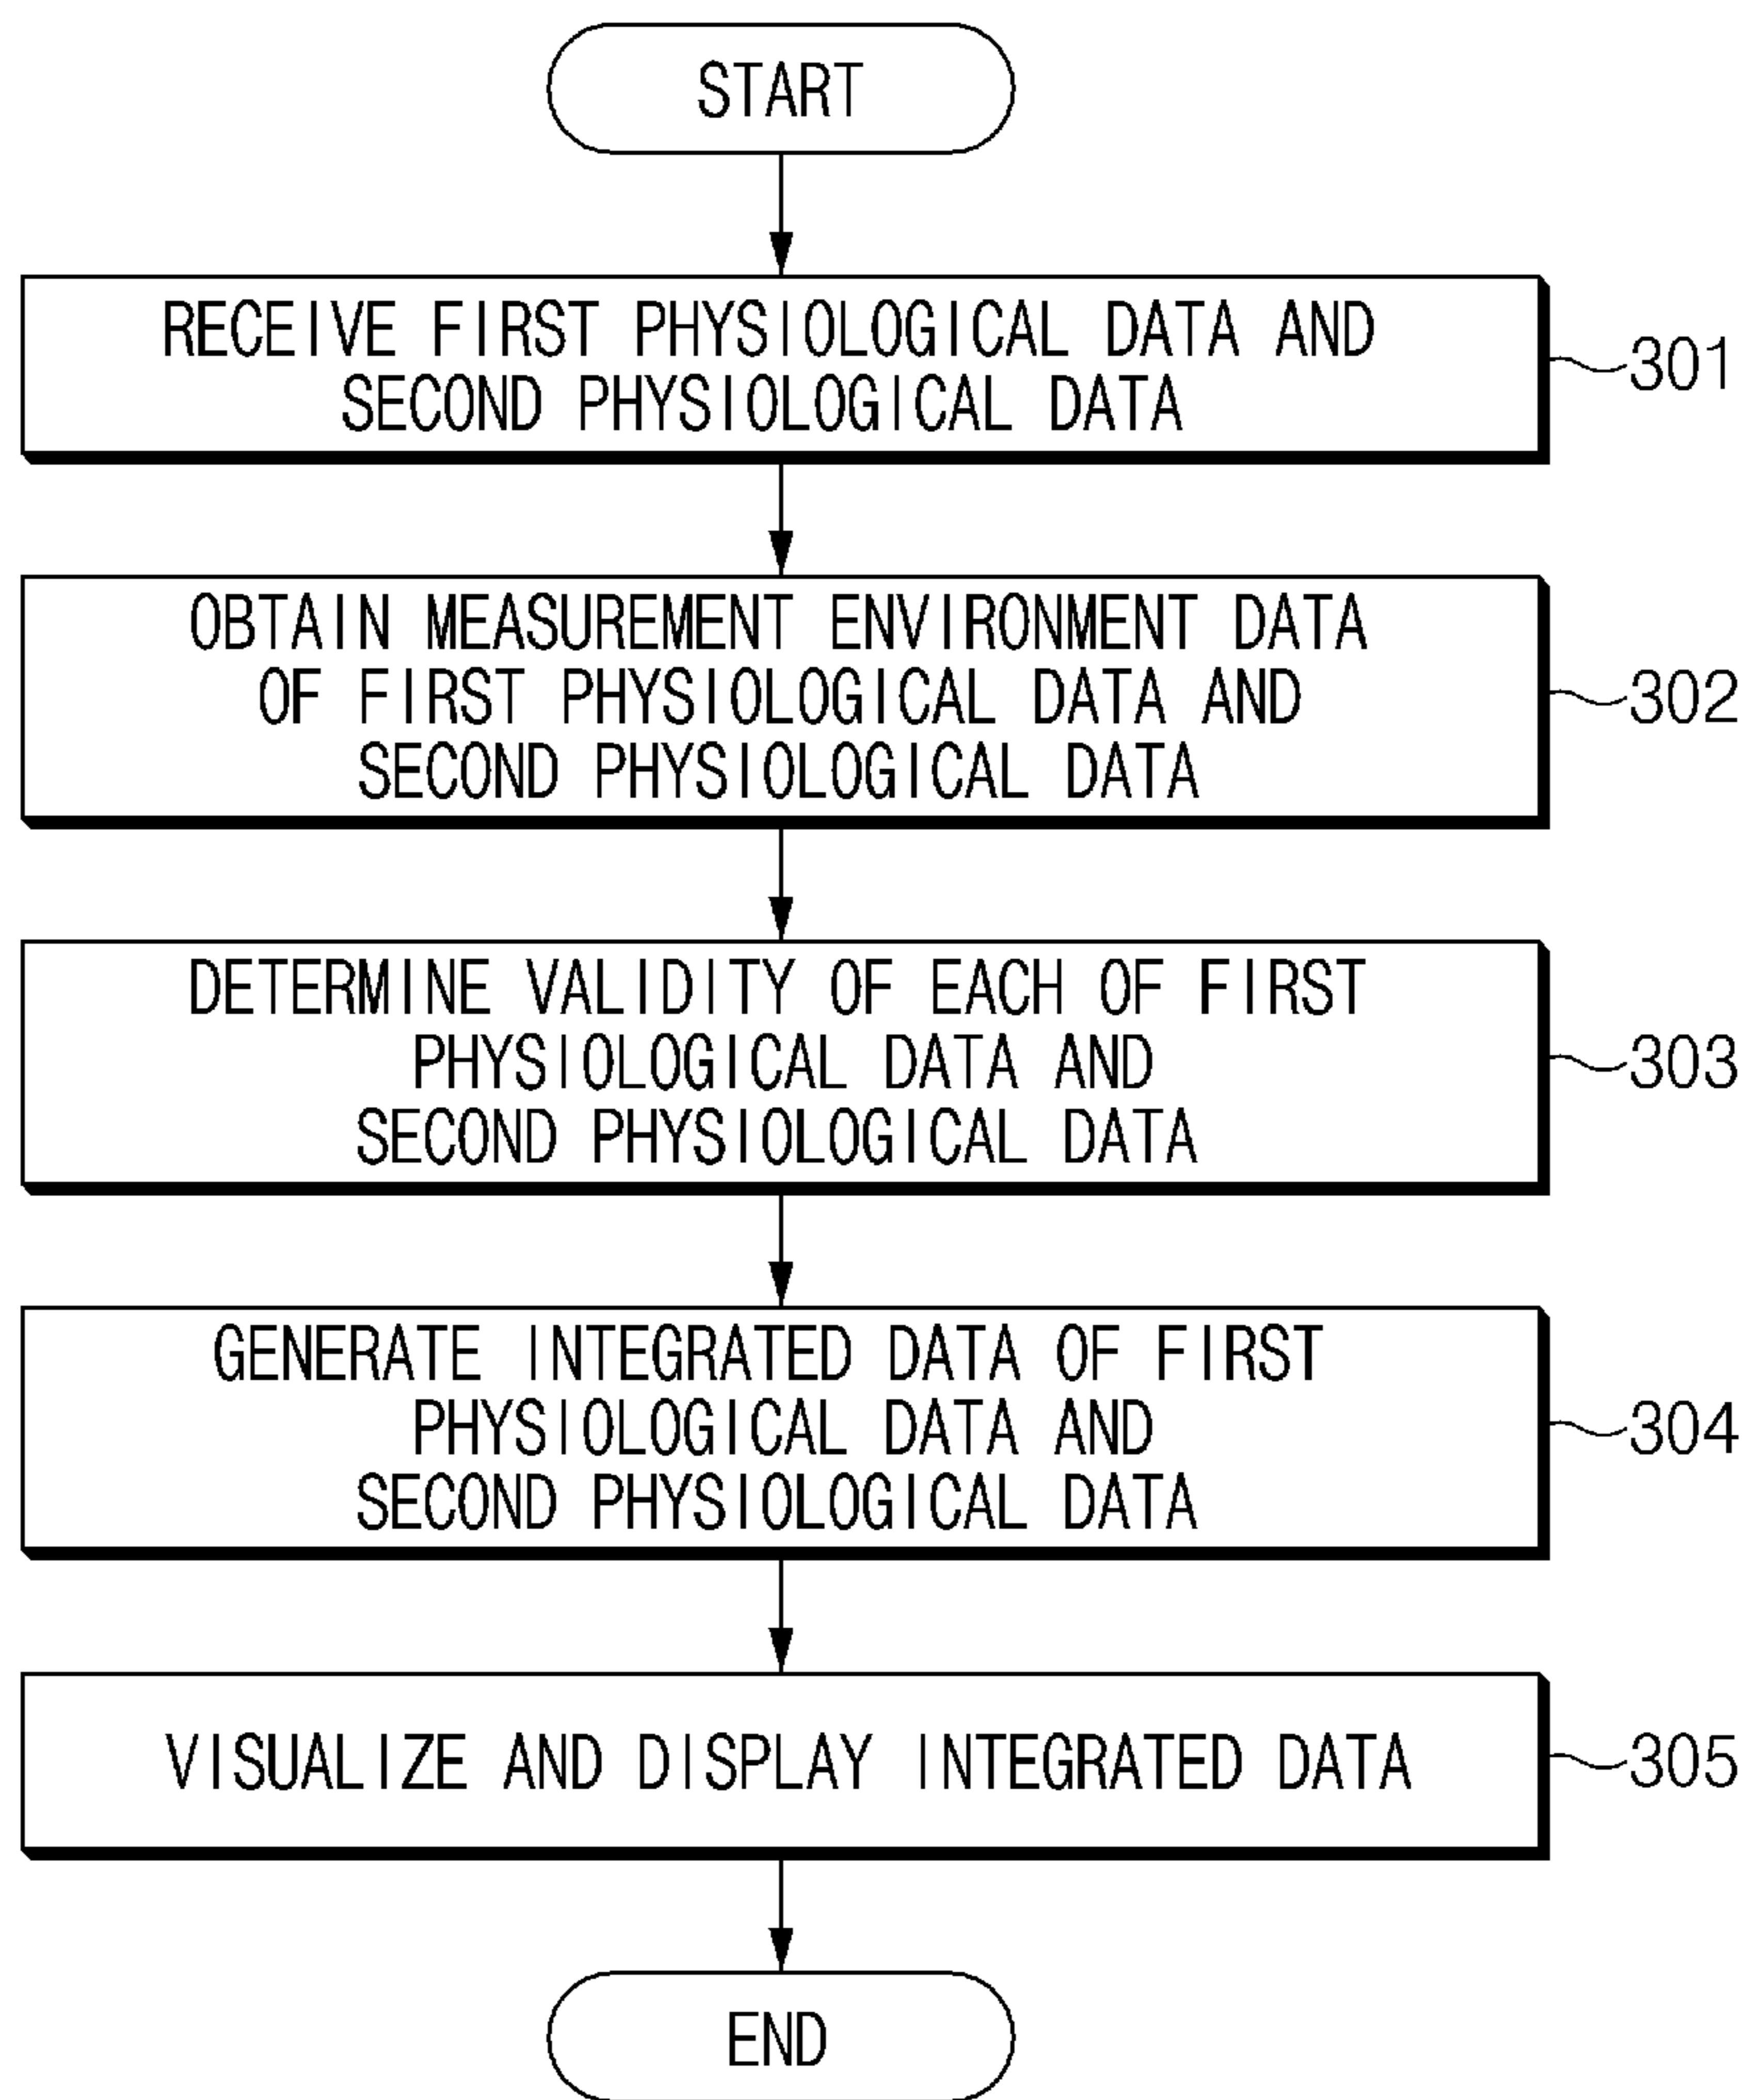 START
RECEIVE FIRST PHYSIOLOGICAL DATA AND
SECOND PHYSIOLOGICAL DATA
301
OBTAIN MEASUREMENT ENVIRONMENT DATA
OF FIRST PHYSIOLOGICAL DATA AND
SECOND PHYSIOLOGICAL DATA
302
DETERMINE VALIDITY OF EACH OF FIRST
PHYSIOLOGICAL DATA AND
SECOND PHYSIOLOGICAL DATA
303
GENERATE INTEGRATED DATA OF FIRST
PHYSIOLOGICAL DATA AND
SECOND PHYSIOLOGICAL DATA
304
VISUALIZE AND DISPLAY INTEGRATED DATA
305
END